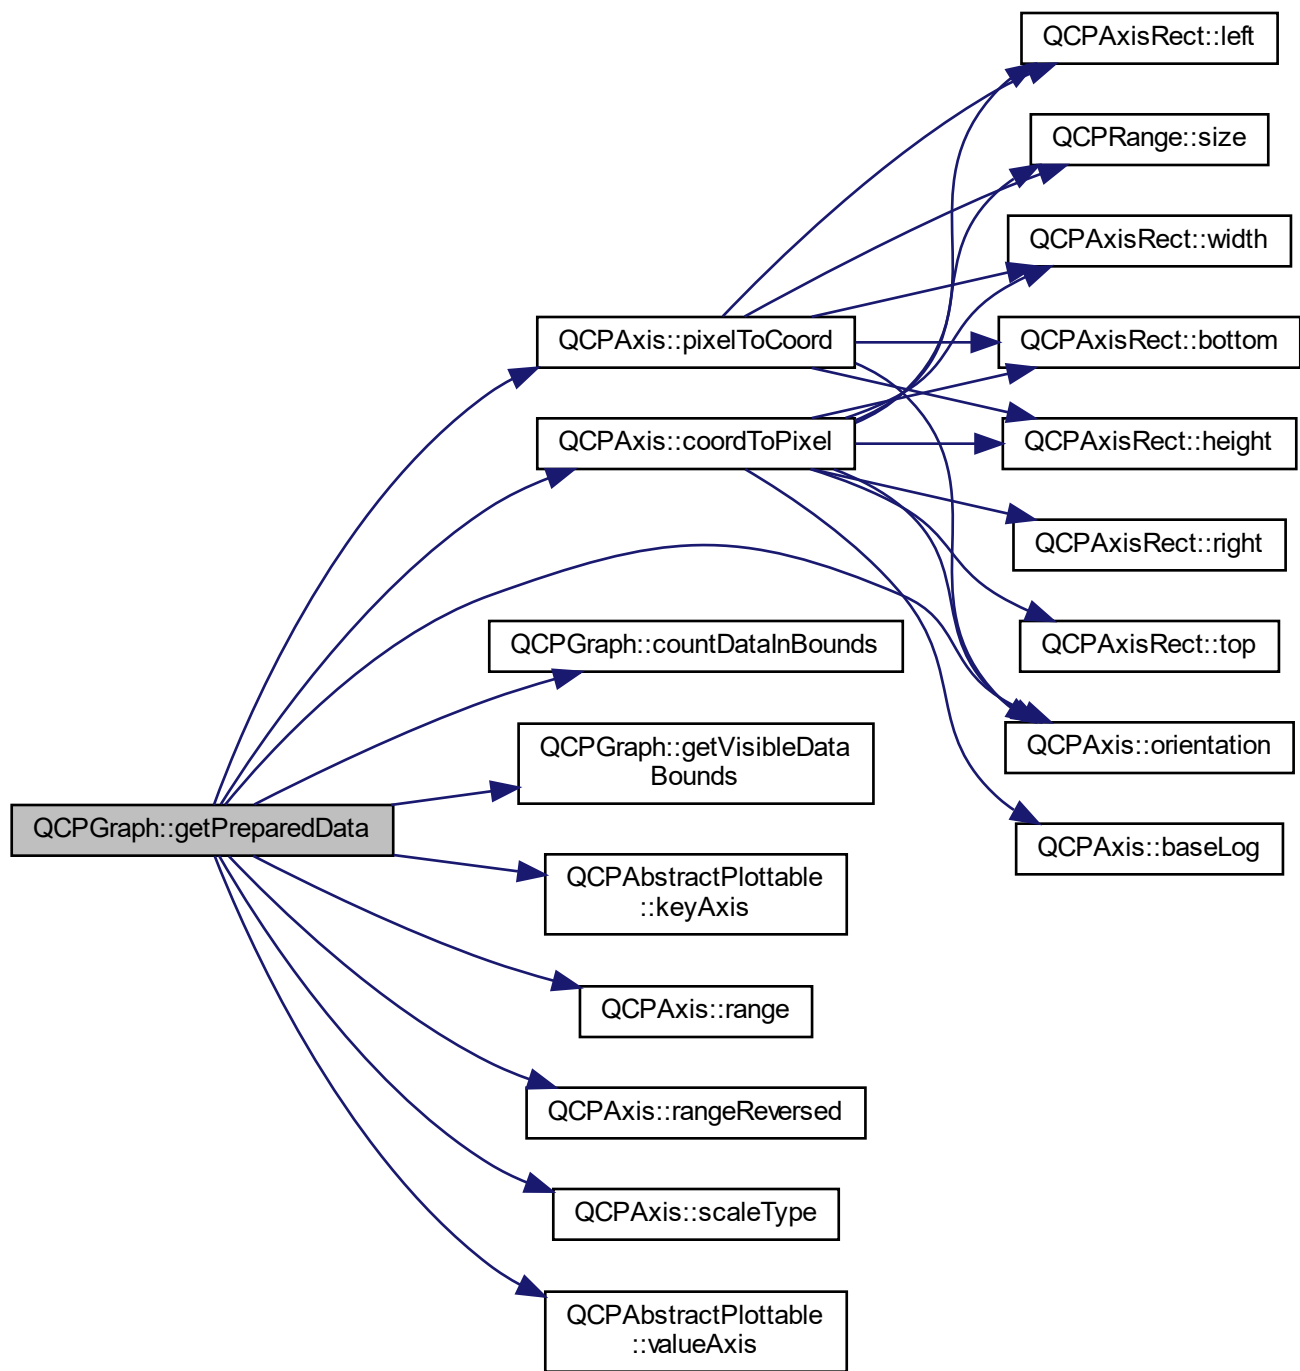 QCPAxisRect::left
QCPRange::size
QCPAxisRect::width
QCPAxis::pixelToCoord
QCPAxisRect::bottom
QCPAxis::coordToPixel
QCPAxisRect::height
QCPAxisRect::right
QCPGraph::countDataInBounds
QCPAxisRect::top
QCPGraph::getVisibleData
Bounds
QCPAxis::orientation
QCPGraph::getPreparedData
QCPAxis::baseLog
QCPAbstractPlottable
::keyAxis
QCPAxis::range
QCPAxis::rangeReversed
QCPAxis::scaleType
QCPAbstractPlottable
::valueAxis